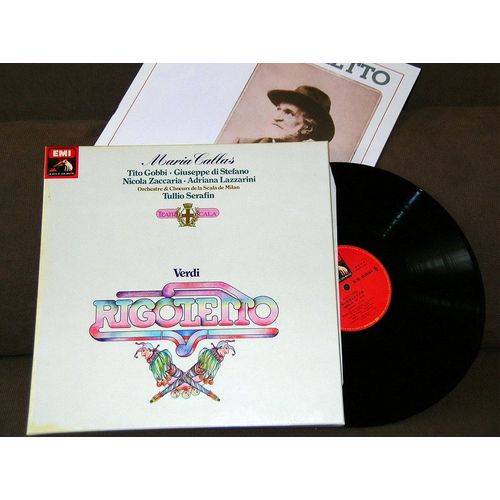 ETTO
EMI
Maria Callas
Tito Gobbi · Giuseppe di Stefano
Nicola Zaccaria · Adriana Lazzarini
Orchestre & Chœurs de la Scala de Milan
Tullio Serafin
TEATRO SCALA
Verdi
RIGOLETTO